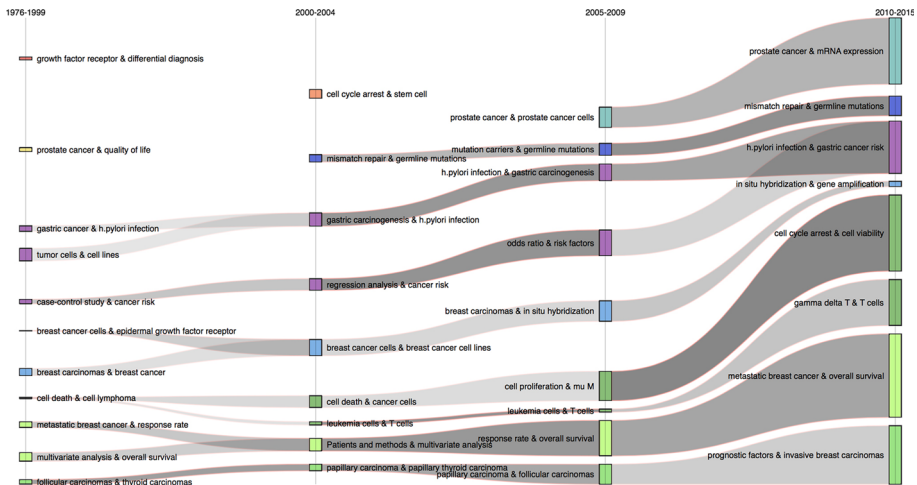 1976-1999
2000-2004
2005-2009
2010-2015
growth factor receptor & differential diagnosis
prostate cancer & quality of life
gastric cancer & h.pylori infection
tumor cells & cell lines
case-control study & cancer risk
breast cancer cells & epidermal growth factor receptor
breast carcinomas & breast cancer
cell death & cell lymphoma
metastatic breast cancer & response rate
multivariate analysis & overall survival
follicular carcinomas & thyroid carcinomas
cell cycle arrest & stem cell
mismatch repair & germline mutations
gastric carcinogenesis & h.pylori infection
regression analysis & cancer risk
breast cancer cells & breast cancer cell lines
cell death & cancer cells
leukemia cells & T cells
Patients and methods & multivariate analysis
papillary carcinoma & papillary thyroid carcinoma
prostate cancer & prostate cancer cells
mutation carriers & germline mutations
h.pylori infection & gastric carcinogenesis
odds ratio & risk factors
breast carcinomas & in situ hybridization
cell proliferation & mu M
leukemia cells & T cells
response rate & overall survival
papillary carcinoma & follicular carcinomas
prostate cancer & mRNA expression
mismatch repair & germline mutations
h.pylori infection & gastric cancer risk
in situ hybridization & gene amplification
cell cycle arrest & cell viability
gamma delta T & T cells
metastatic breast cancer & overall survival
prognostic factors & invasive breast carcinomas